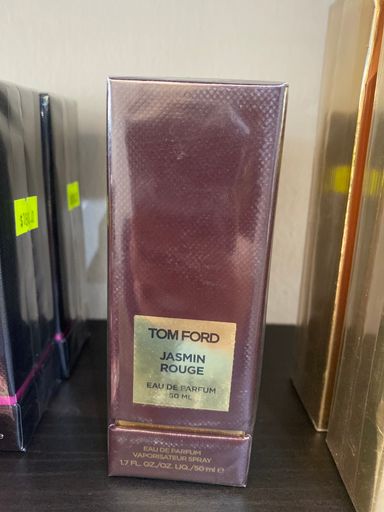 TOM FORD
JASMIN
ROUGE
EAU DE PARFUM
50 ML
EAU DE PARFUM
VAPORISATEUR SPRAY
1.7 FL. OZ./OZ. LIQ./50 ml ℮